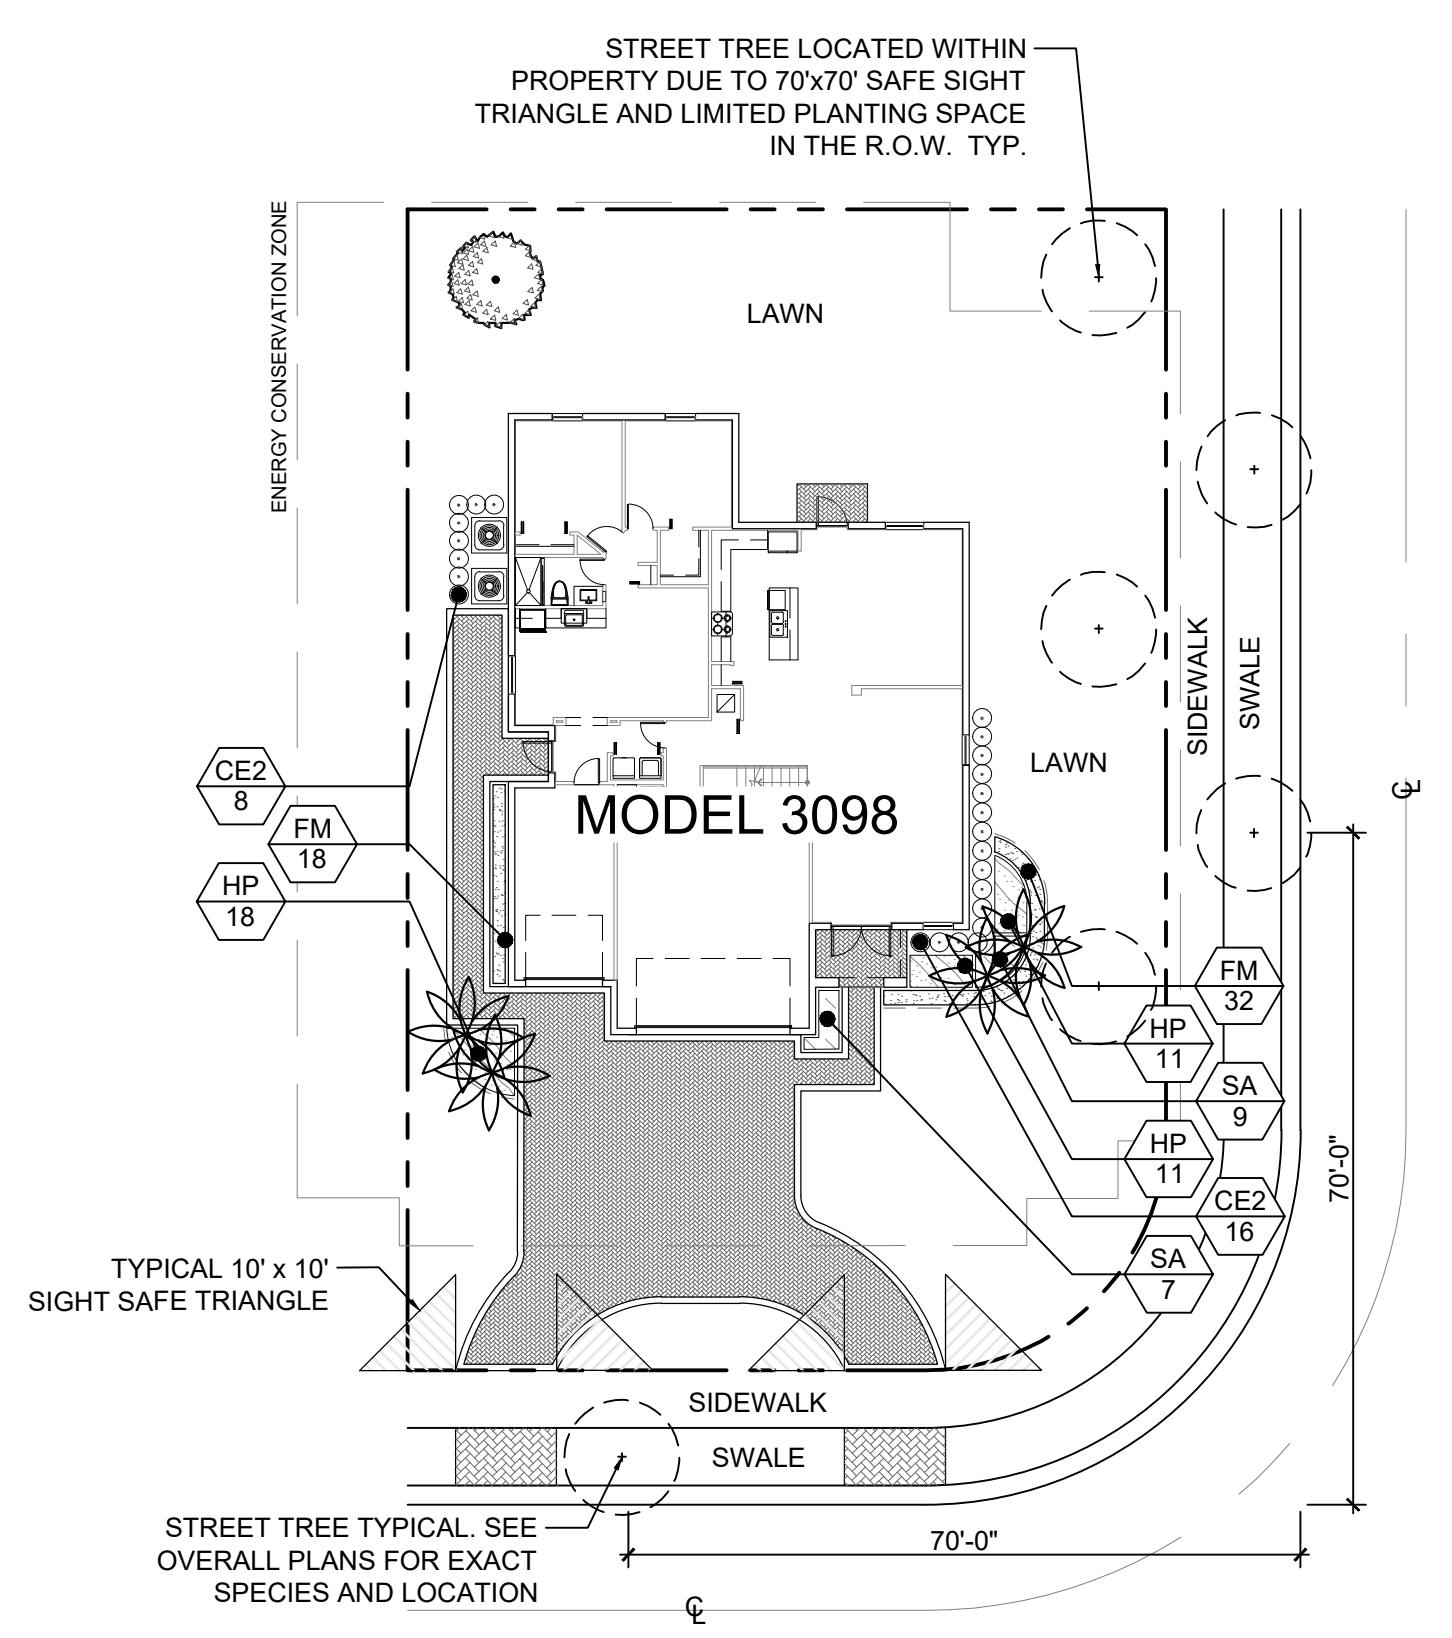 STREET TREE LOCATED WITHIN
PROPERTY DUE TO 70'x70' SAFE SIGHT
TRIANGLE AND LIMITED PLANTING SPACE
IN THE R.O.W. TYP.
ENERGY CONSERVATION ZONE
LAWN
SIDEWALK
SWALE
LAWN
CE2
8
FM
18
HP
18
MODEL 3098
℄
FM
32
HP
11
SA
9
HP
11
CE2
16
SA
7
70'-0"
TYPICAL 10' x 10'
SIGHT SAFE TRIANGLE
SIDEWALK
SWALE
STREET TREE TYPICAL. SEE
OVERALL PLANS FOR EXACT
SPECIES AND LOCATION
70'-0"
℄